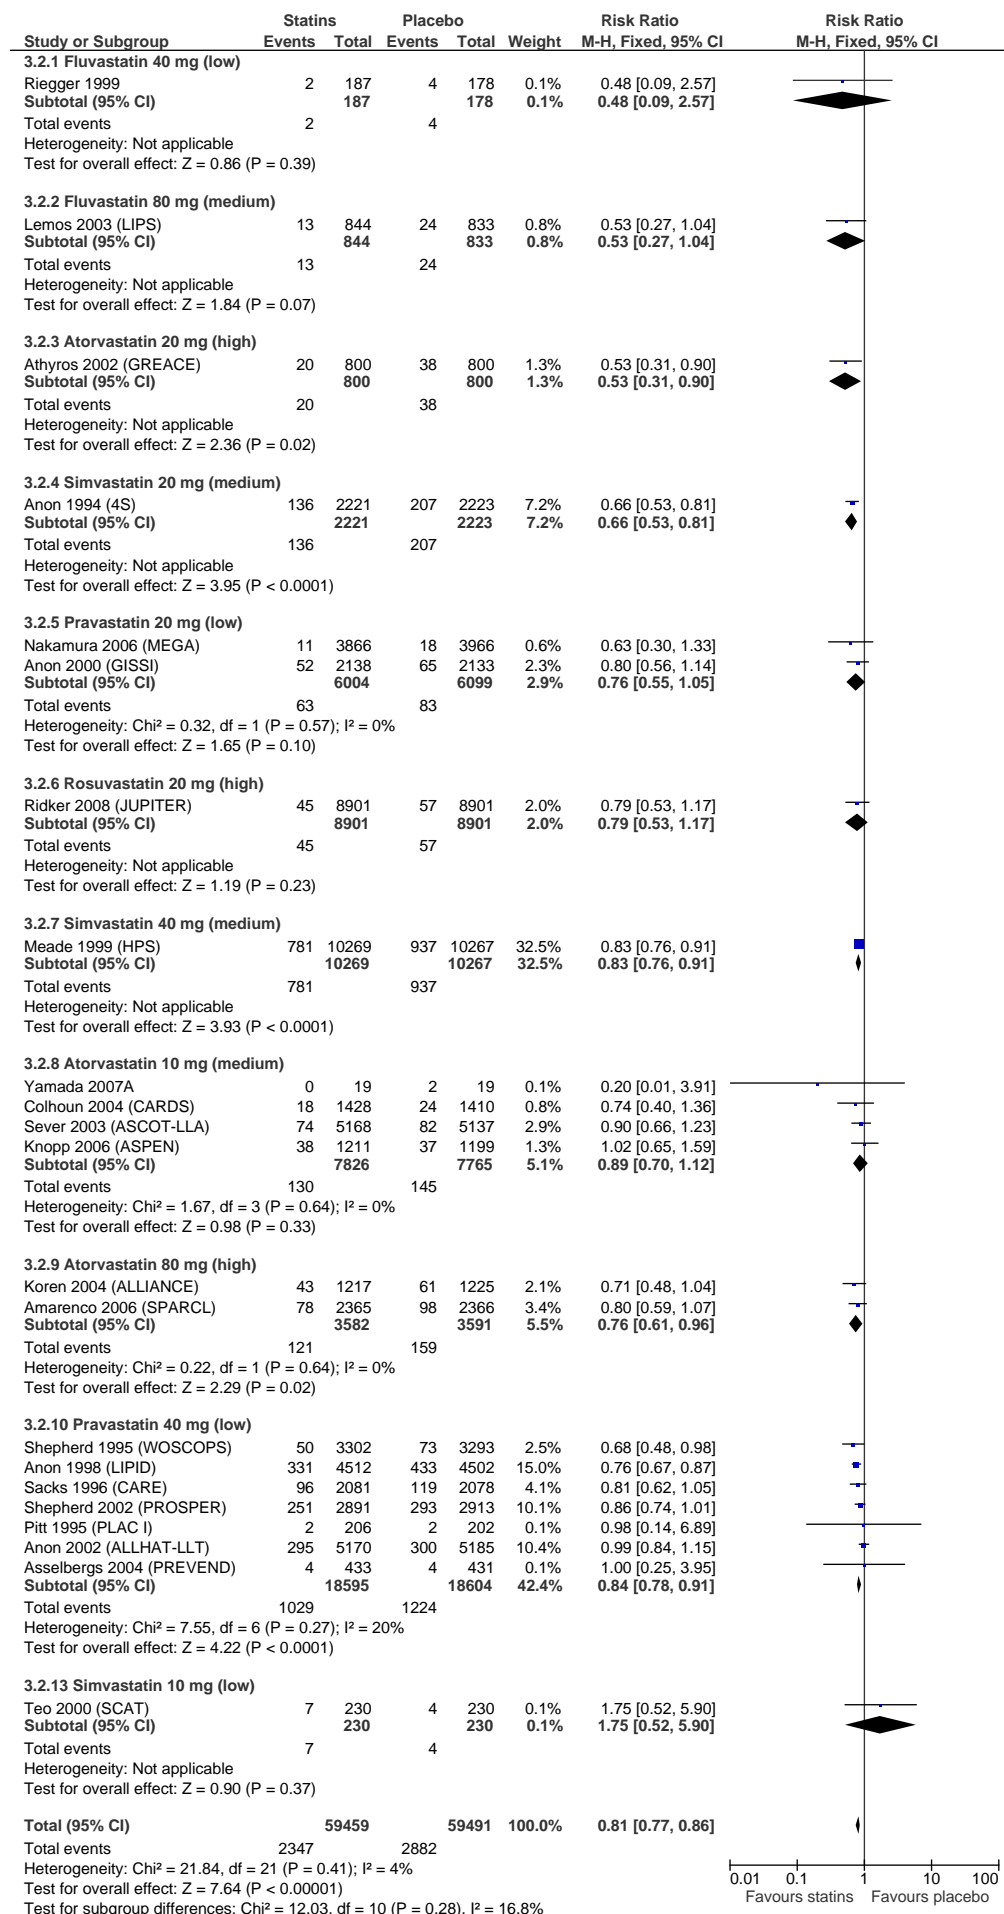 Statins Placebo Risk Ratio Risk Ratio
Study or Subgroup Events Total Events Total Weight M-H, Fixed, 95% CI M-H, Fixed, 95% CI
3.2.1 Fluvastatin 40 mg (low)
Riegger 1999 2 187 4 178 0.1% 0.48 [0.09, 2.57]
Subtotal (95% CI) 187 178 0.1% 0.48 [0.09, 2.57]
Total events 2 4
Heterogeneity: Not applicable
Test for overall effect: Z = 0.86 (P = 0.39)
3.2.2 Fluvastatin 80 mg (medium)
Lemos 2003 (LIPS) 13 844 24 833 0.8% 0.53 [0.27, 1.04]
Subtotal (95% CI) 844 833 0.8% 0.53 [0.27, 1.04]
Total events 13 24
Heterogeneity: Not applicable
Test for overall effect: Z = 1.84 (P = 0.07)
3.2.3 Atorvastatin 20 mg (high)
Athyros 2002 (GREACE) 20 800 38 800 1.3% 0.53 [0.31, 0.90]
Subtotal (95% CI) 800 800 1.3% 0.53 [0.31, 0.90]
Total events 20 38
Heterogeneity: Not applicable
Test for overall effect: Z = 2.36 (P = 0.02)
3.2.4 Simvastatin 20 mg (medium)
Anon 1994 (4S) 136 2221 207 2223 7.2% 0.66 [0.53, 0.81]
Subtotal (95% CI) 2221 2223 7.2% 0.66 [0.53, 0.81]
Total events 136 207
Heterogeneity: Not applicable
Test for overall effect: Z = 3.95 (P < 0.0001)
3.2.5 Pravastatin 20 mg (low)
Nakamura 2006 (MEGA) 11 3866 18 3966 0.6% 0.63 [0.30, 1.33]
Anon 2000 (GISSI) 52 2138 65 2133 2.3% 0.80 [0.56, 1.14]
Subtotal (95% CI) 6004 6099 2.9% 0.76 [0.55, 1.05]
Total events 63 83
Heterogeneity: Chi² = 0.32, df = 1 (P = 0.57); I² = 0%
Test for overall effect: Z = 1.65 (P = 0.10)
3.2.6 Rosuvastatin 20 mg (high)
Ridker 2008 (JUPITER) 45 8901 57 8901 2.0% 0.79 [0.53, 1.17]
Subtotal (95% CI) 8901 8901 2.0% 0.79 [0.53, 1.17]
Total events 45 57
Heterogeneity: Not applicable
Test for overall effect: Z = 1.19 (P = 0.23)
3.2.7 Simvastatin 40 mg (medium)
Meade 1999 (HPS) 781 10269 937 10267 32.5% 0.83 [0.76, 0.91]
Subtotal (95% CI) 10269 10267 32.5% 0.83 [0.76, 0.91]
Total events 781 937
Heterogeneity: Not applicable
Test for overall effect: Z = 3.93 (P < 0.0001)
3.2.8 Atorvastatin 10 mg (medium)
Yamada 2007A 0 19 2 19 0.1% 0.20 [0.01, 3.91]
Colhoun 2004 (CARDS) 18 1428 24 1410 0.8% 0.74 [0.40, 1.36]
Sever 2003 (ASCOT-LLA) 74 5168 82 5137 2.9% 0.90 [0.66, 1.23]
Knopp 2006 (ASPEN) 38 1211 37 1199 1.3% 1.02 [0.65, 1.59]
Subtotal (95% CI) 7826 7765 5.1% 0.89 [0.70, 1.12]
Total events 130 145
Heterogeneity: Chi² = 1.67, df = 3 (P = 0.64); I² = 0%
Test for overall effect: Z = 0.98 (P = 0.33)
3.2.9 Atorvastatin 80 mg (high)
Koren 2004 (ALLIANCE) 43 1217 61 1225 2.1% 0.71 [0.48, 1.04]
Amarenco 2006 (SPARCL) 78 2365 98 2366 3.4% 0.80 [0.59, 1.07]
Subtotal (95% CI) 3582 3591 5.5% 0.76 [0.61, 0.96]
Total events 121 159
Heterogeneity: Chi² = 0.22, df = 1 (P = 0.64); I² = 0%
Test for overall effect: Z = 2.29 (P = 0.02)
3.2.10 Pravastatin 40 mg (low)
Shepherd 1995 (WOSCOPS) 50 3302 73 3293 2.5% 0.68 [0.48, 0.98]
Anon 1998 (LIPID) 331 4512 433 4502 15.0% 0.76 [0.67, 0.87]
Sacks 1996 (CARE) 96 2081 119 2078 4.1% 0.81 [0.62, 1.05]
Shepherd 2002 (PROSPER) 251 2891 293 2913 10.1% 0.86 [0.74, 1.01]
Pitt 1995 (PLAC I) 2 206 2 202 0.1% 0.98 [0.14, 6.89]
Anon 2002 (ALLHAT-LLT) 295 5170 300 5185 10.4% 0.99 [0.84, 1.15]
Asselbergs 2004 (PREVEND) 4 433 4 431 0.1% 1.00 [0.25, 3.95]
Subtotal (95% CI) 18595 18604 42.4% 0.84 [0.78, 0.91]
Total events 1029 1224
Heterogeneity: Chi² = 7.55, df = 6 (P = 0.27); I² = 20%
Test for overall effect: Z = 4.22 (P < 0.0001)
3.2.13 Simvastatin 10 mg (low)
Teo 2000 (SCAT) 7 230 4 230 0.1% 1.75 [0.52, 5.90]
Subtotal (95% CI) 230 230 0.1% 1.75 [0.52, 5.90]
Total events 7 4
Heterogeneity: Not applicable
Test for overall effect: Z = 0.90 (P = 0.37)
Total (95% CI) 59459 59491 100.0% 0.81 [0.77, 0.86]
Total events 2347 2882
Heterogeneity: Chi² = 21.84, df = 21 (P = 0.41); I² = 4%
Test for overall effect: Z = 7.64 (P < 0.00001)
Test for subgroup differences: Chi² = 12.03, df = 10 (P = 0.28), I² = 16.8%
0.01 0.1 1 10 100
Favours statins Favours placebo